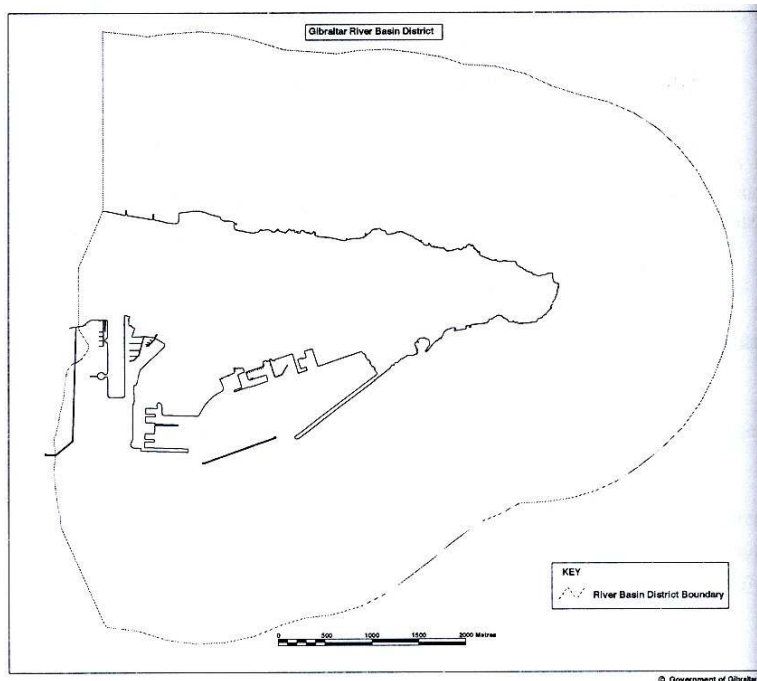 Gibraltar River Basin District
KEY
River Basin District Boundary
0 500 1000 1500 2000 Metres
© Government of Gibraltar